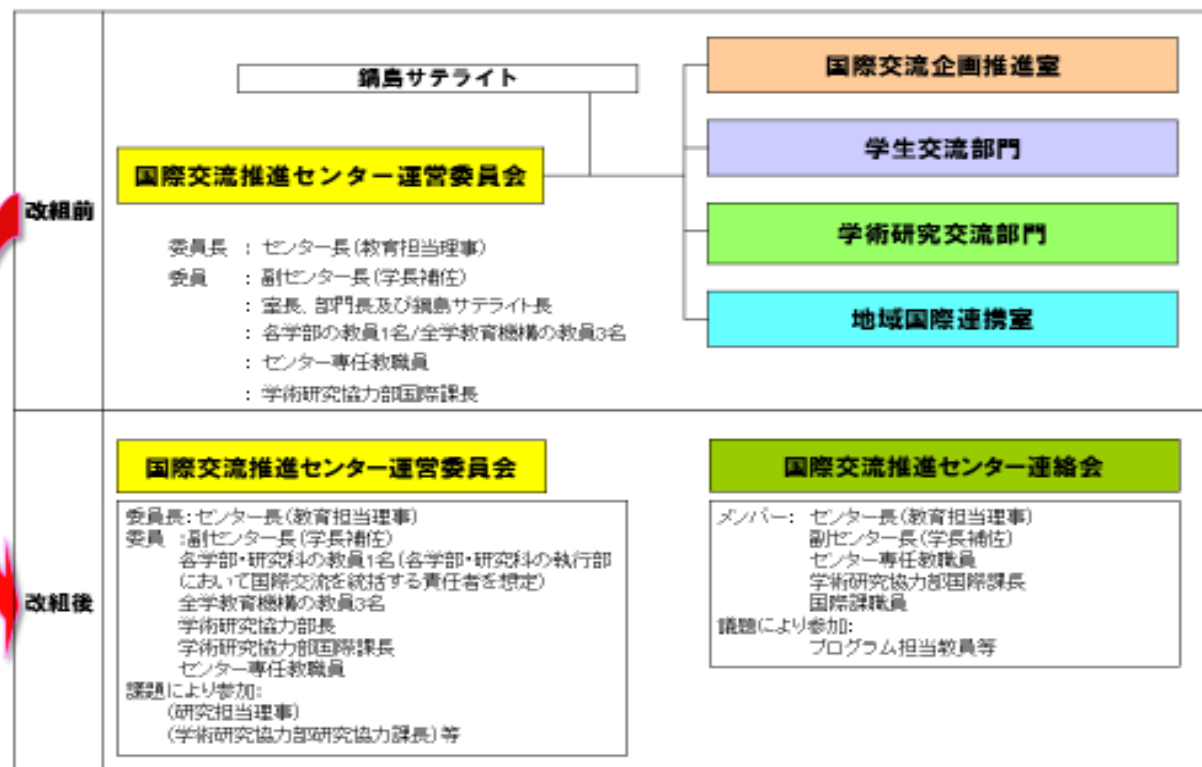 鍋島サテライト
国際交流企画推進室
学生交流部門
学術研究交流部門
地域国際連携室
国際交流推進センター運営委員会
改組前
委員長 : センター長(教育担当理事)
委員 : 副センター長(学長補佐)
: 室長、部門長及び鍋島サテライト長
: 各学部の教員1名/全学教育機構の教員3名
: センター専任教職員
: 学術研究協力部国際課長
改組後
国際交流推進センター運営委員会
委員長:センター長(教育担当理事)
委員 :副センター長(学長補佐)
各学部・研究科の教員1名(各学部・研究科の執行部
において国際交流を統括する責任者を想定)
全学教育機構の教員3名
学術研究協力部長
学術研究協力部国際課長
センター専任教職員
議題により参加:
(研究担当理事)
(学術研究協力部研究協力課長)等
国際交流推進センター連絡会
メンバー: センター長(教育担当理事)
副センター長(学長補佐)
センター専任教職員
学術研究協力部国際課長
国際課職員
議題により参加:
プログラム担当教員等